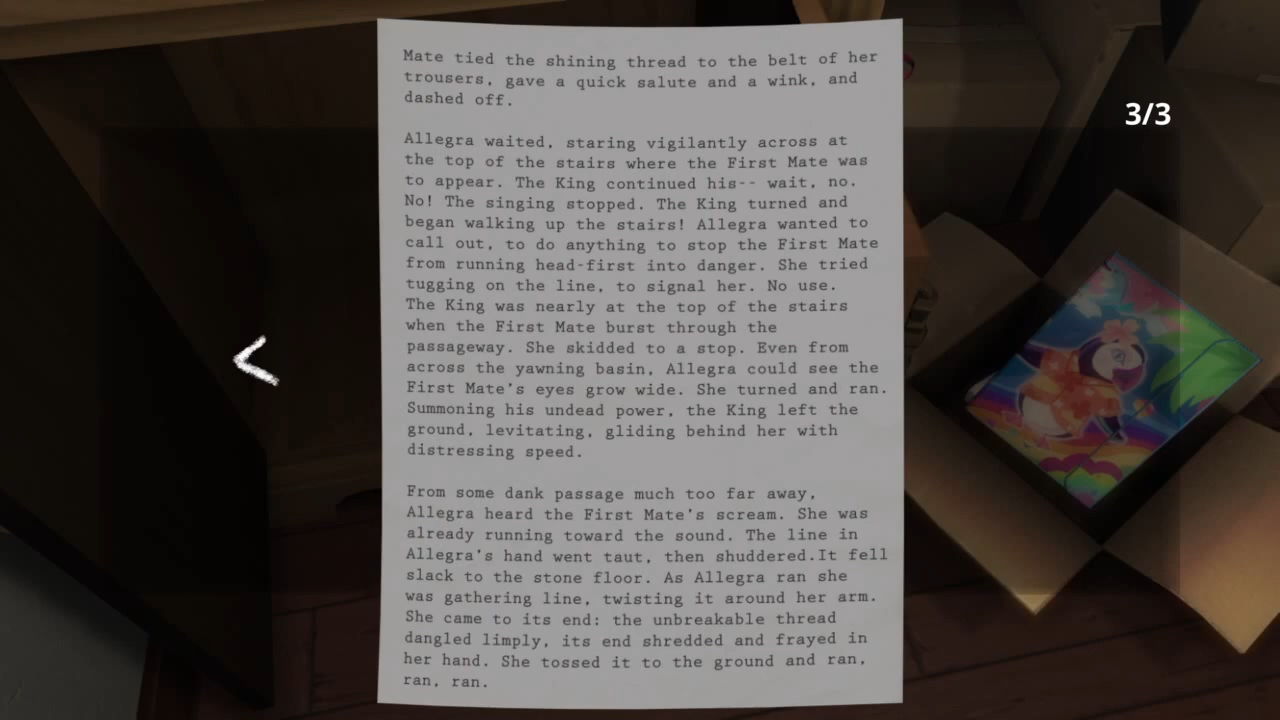 Mate tied the shining thread to the belt of her
trousers, gave a quick salute and a wink, and
dashed off.
Allegra waited, staring vigilantly across at
the top of the stairs where the First Mate was
to appear. The King continued his-- wait, no.
No! The singing stopped. The King turned and
began walking up the stairs! Allegra wanted to
call out, to do anything to stop the First Mate
from running head-first into danger. She tried
tugging on the line, to signal her. No use.
The King was nearly at the top of the stairs
when the First Mate burst through the
passageway. She skidded to a stop. Even from
across the yawning basin, Allegra could see the
First Mate's eyes grow wide. She turned and ran.
Summoning his undead power, the King left the
ground, levitating, gliding behind her with
distressing speed.
From some dank passage much too far away,
Allegra heard the First Mate's scream. She was
already running toward the sound. The line in
Allegra's hand went taut, then shuddered.It fell
slack to the stone floor. As Allegra ran she
was gathering line, twisting it around her arm.
She came to its end: the unbreakable thread
dangled limply, its end shredded and frayed in
her hand. She tossed it to the ground and ran,
ran, ran.
3/3